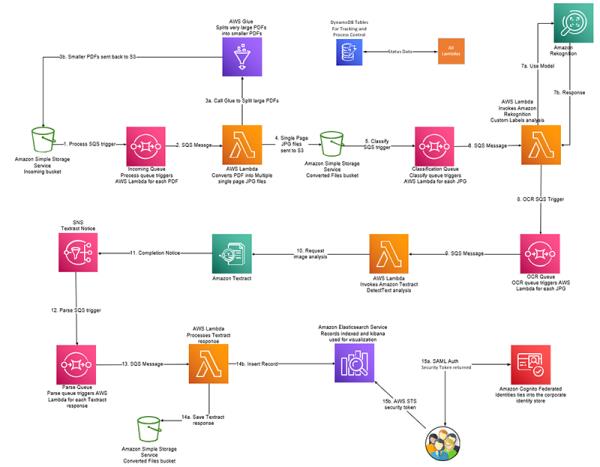 AWS Glue
Splits very large PDFs
into smaller PDFs
DynamoDB Tables
For Tracking and
Process Control
Status Data
All
Lambdas
Amazon
Rekognition
3b. Smaller PDFs sent back to S3
7a. Use Model
7b. Response
3a. Call Glue to Split large PDFs
AWS Lambda
Invokes Amazon
Rekognition
Custom Labels analysis
1. Process SQS trigger
2. SQS Message
4. Single Page
JPG files
sent to S3
5. Classify
SQS trigger
6. SQS Message
Amazon Simple Storage
Service
Incoming bucket
Incoming Queue
Process queue triggers
AWS Lambda for each PDF
AWS Lambda
Converts PDF into Multiple
single page JPG files
Amazon Simple Storage
Service
Converted Files bucket
Classification Queue
Classify queue triggers
AWS Lambda for each JPG
8. OCR SQS Trigger
SNS
Textract Notice
11. Completion Notice
10. Request
image analysis
9. SQS Message
Amazon Textract
AWS Lambda
Invokes Amazon Textract
DetectText analysis
OCR Queue
OCR queue triggers AWS
Lambda for each JPG
12. Parse SQS trigger
AWS Lambda
Processes Textract
response
Amazon Elasticsearch Service
Records indexed and kibana
used for visualization
13. SQS Message
14b. Insert Record
15a. SAML Auth
Security Token returned
Parse Queue
Parse queue triggers AWS
Lambda for each Textract
response
14a. Save Textract
response
15b. AWS STS
security token
Amazon Cognito Federated
Identities ties into the corporate
identity store
Amazon Simple Storage
Service
Converted Files bucket